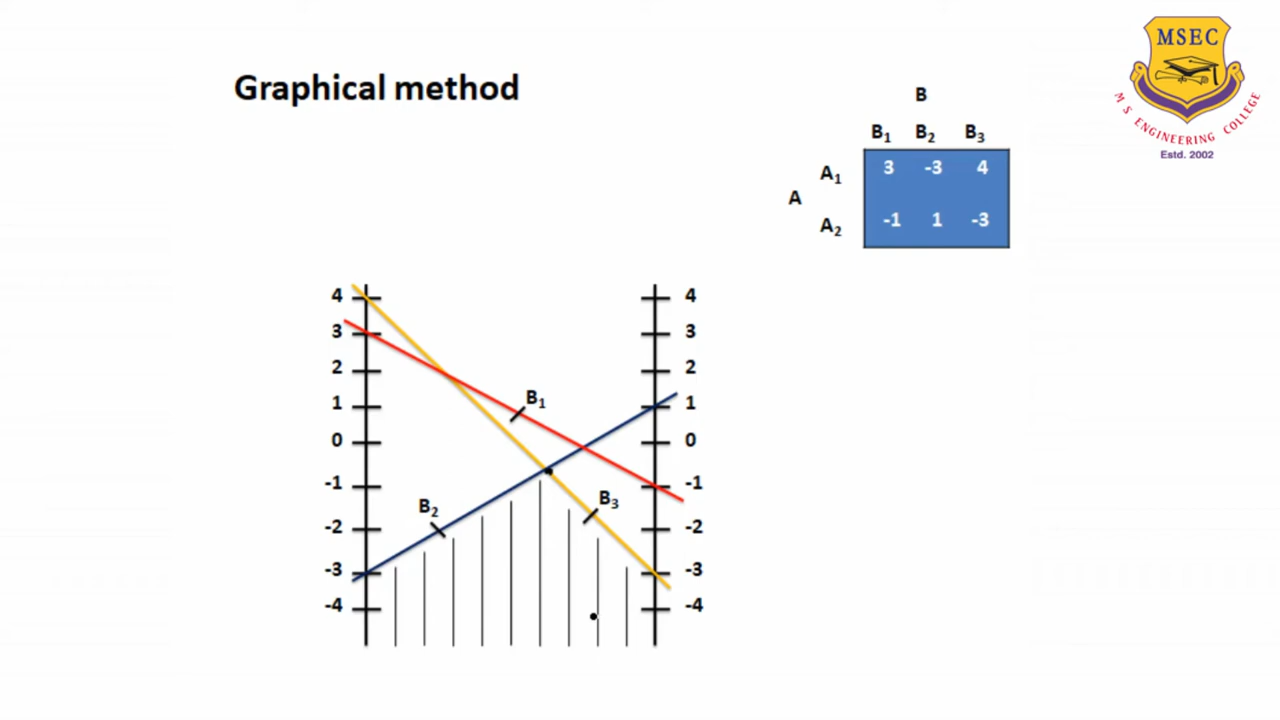 MSEC
M S ENGINEERING COLLEGE
Estd. 2002
Graphical method
B
B₁ B₂ B₃
A₁ 3 -3 4
A
A₂ -1 1 -3
4 4
3 3
2 2
1 B₁ 1
0 0
-1 -1
B₂ B₃
-2 -2
-3 -3
-4 -4